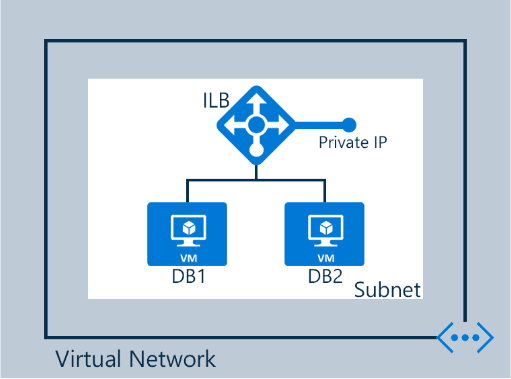 ILB
Private IP
VM
VM
DB1
DB2
Subnet
Virtual Network